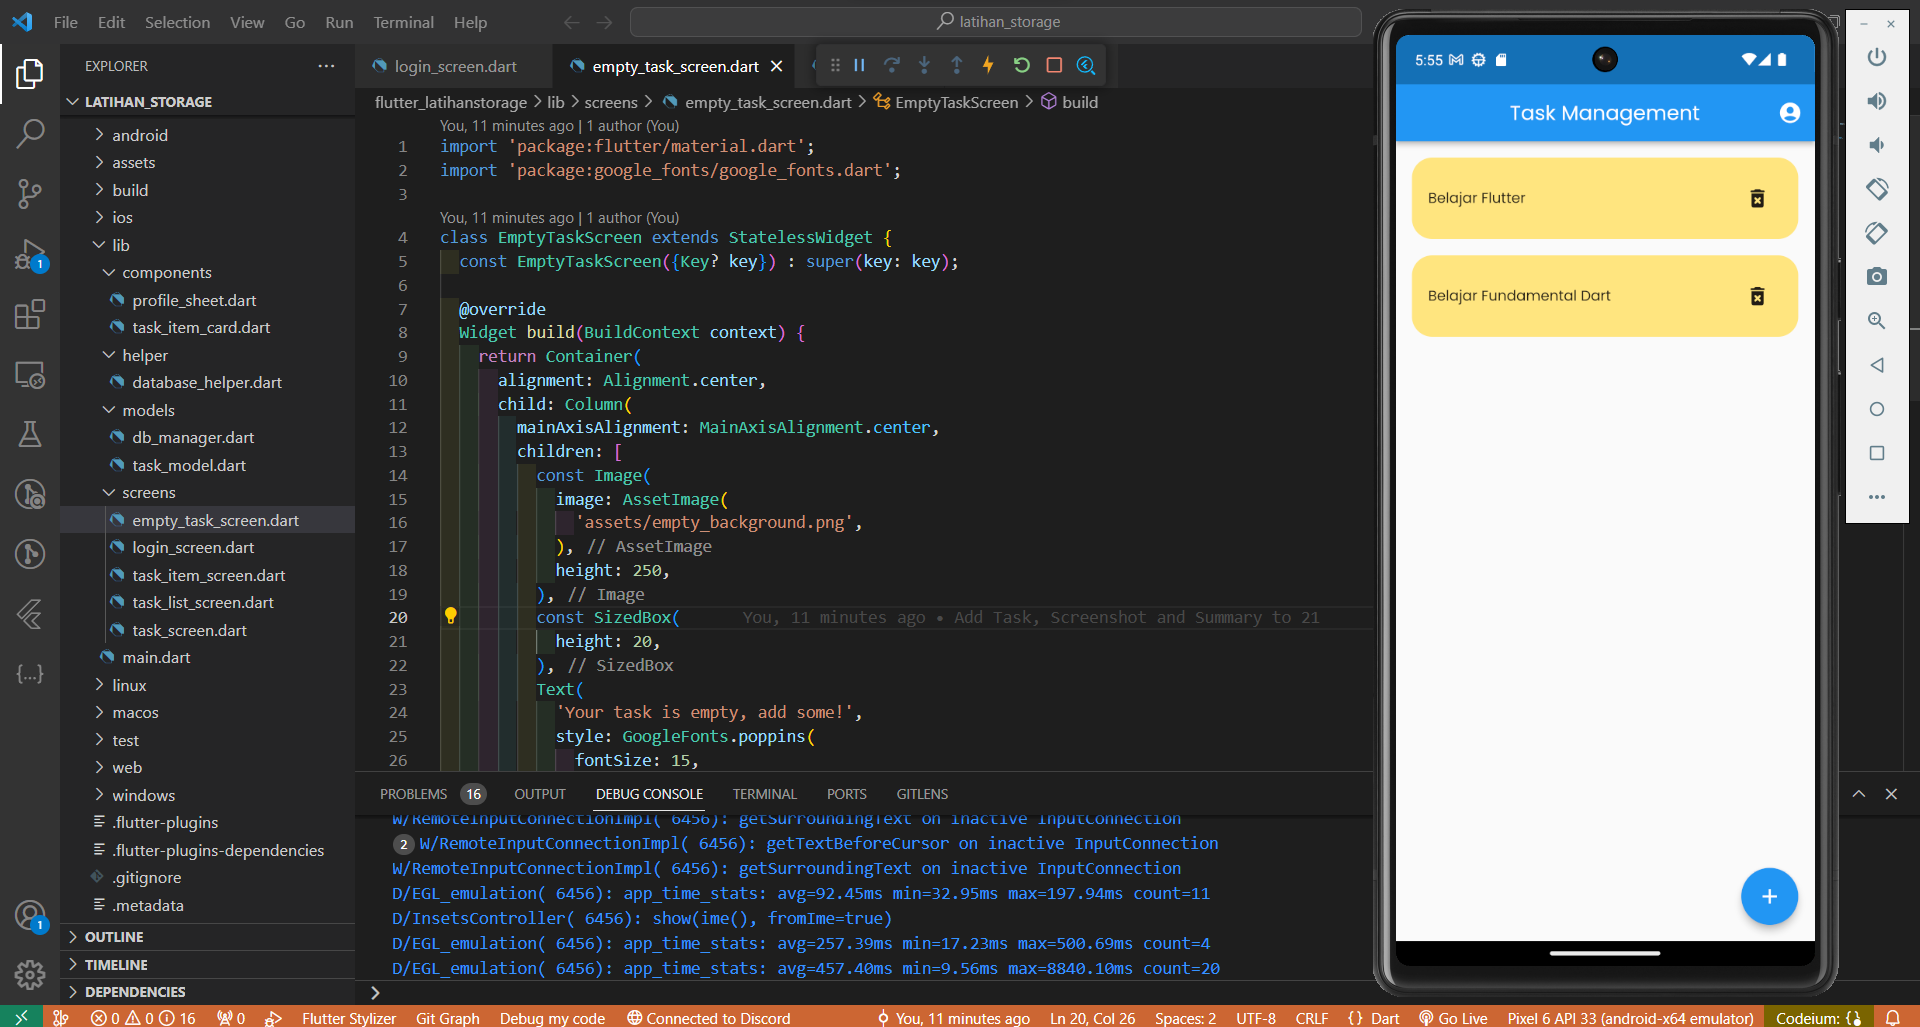 File Edit Selection View Go Run Terminal Help
latihan_storage
EXPLORER
LATIHAN_STORAGE
android
assets
build
ios
lib
components
profile_sheet.dart
task_item_card.dart
helper
database_helper.dart
models
db_manager.dart
task_model.dart
screens
empty_task_screen.dart
login_screen.dart
task_item_screen.dart
task_list_screen.dart
task_screen.dart
main.dart
linux
macos
test
web
windows
.flutter-plugins
.flutter-plugins-dependencies
.gitignore
.metadata
OUTLINE
TIMELINE
DEPENDENCIES
1
1
login_screen.dart
empty_task_screen.dart
flutter_latihanstorage > lib > screens > empty_task_screen.dart > EmptyTaskScreen > build
You, 11 minutes ago | 1 author (You)
1 import 'package:flutter/material.dart';
2 import 'package:google_fonts/google_fonts.dart';
3
You, 11 minutes ago | 1 author (You)
4 class EmptyTaskScreen extends StatelessWidget {
5 const EmptyTaskScreen({Key? key}) : super(key: key);
6
7 @override
8 Widget build(BuildContext context) {
9 return Container(
10 alignment: Alignment.center,
11 child: Column(
12 mainAxisAlignment: MainAxisAlignment.center,
13 children: [
14 const Image(
15 image: AssetImage(
16 'assets/empty_background.png',
17 ), // AssetImage
18 height: 250,
19 ), // Image
20 const SizedBox( You, 11 minutes ago • Add Task, Screenshot and Summary to 21
21 height: 20,
22 ), // SizedBox
23 Text(
24 'Your task is empty, add some!',
25 style: GoogleFonts.poppins(
26 fontSize: 15,
PROBLEMS 16 OUTPUT DEBUG CONSOLE TERMINAL PORTS GITLENS
W/RemoteInputConnectionImpl( 6456): getSurroundingText on inactive InputConnection
2 W/RemoteInputConnectionImpl( 6456): getTextBeforeCursor on inactive InputConnection
W/RemoteInputConnectionImpl( 6456): getSurroundingText on inactive InputConnection
D/EGL_emulation( 6456): app_time_stats: avg=92.45ms min=32.95ms max=197.94ms count=11
D/InsetsController( 6456): show(ime(), fromIme=true)
D/EGL_emulation( 6456): app_time_stats: avg=257.39ms min=17.23ms max=500.69ms count=4
D/EGL_emulation( 6456): app_time_stats: avg=457.40ms min=9.56ms max=8840.10ms count=20
5:55
Task Management
Belajar Flutter
Belajar Fundamental Dart
0 0 16 0 Flutter Stylizer Git Graph Debug my code Connected to Discord You, 11 minutes ago Ln 20, Col 26 Spaces: 2 UTF-8 CRLF {} Dart Go Live Pixel 6 API 33 (android-x64 emulator) Codeium: {}